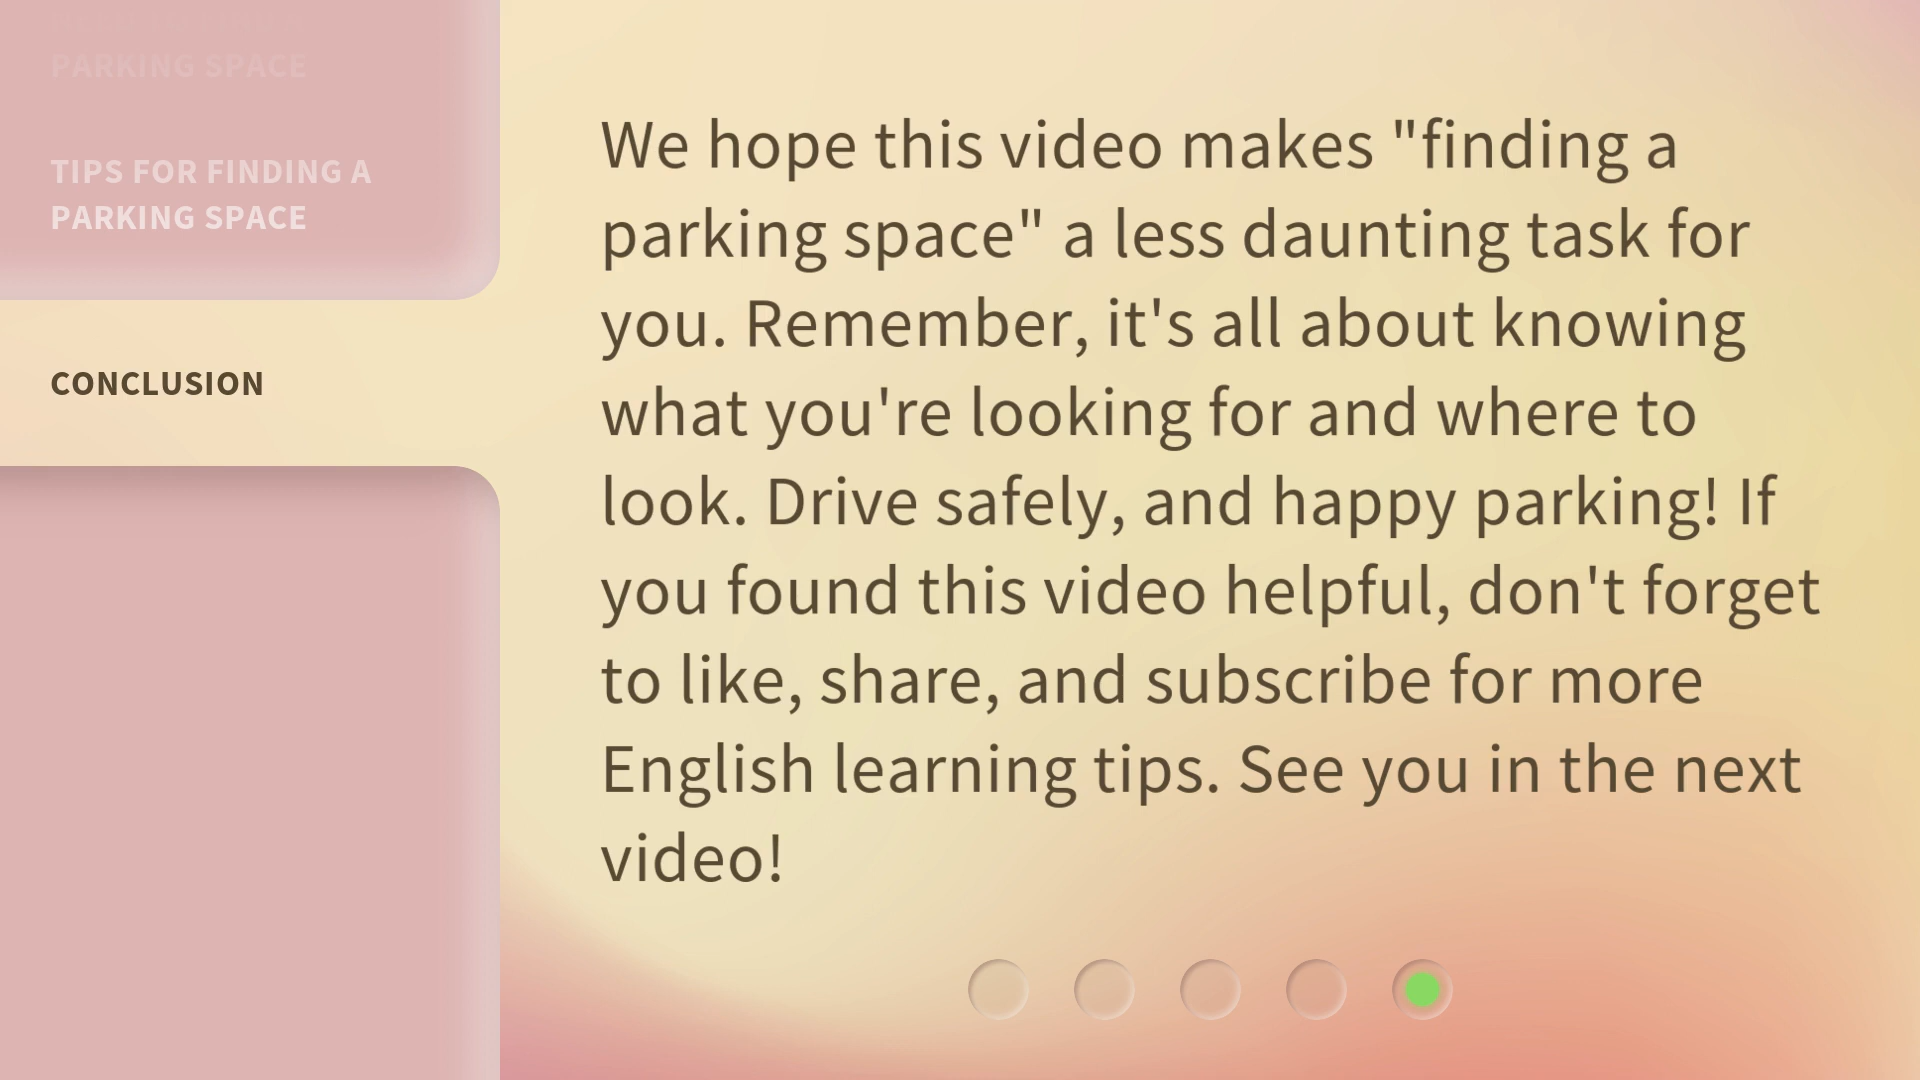 PARKING SPACE
TIPS FOR FINDING A
PARKING SPACE
CONCLUSION
We hope this video makes "finding a
parking space" a less daunting task for
you. Remember, it's all about knowing
what you're looking for and where to
look. Drive safely, and happy parking! If
you found this video helpful, don't forget
to like, share, and subscribe for more
English learning tips. See you in the next
video!